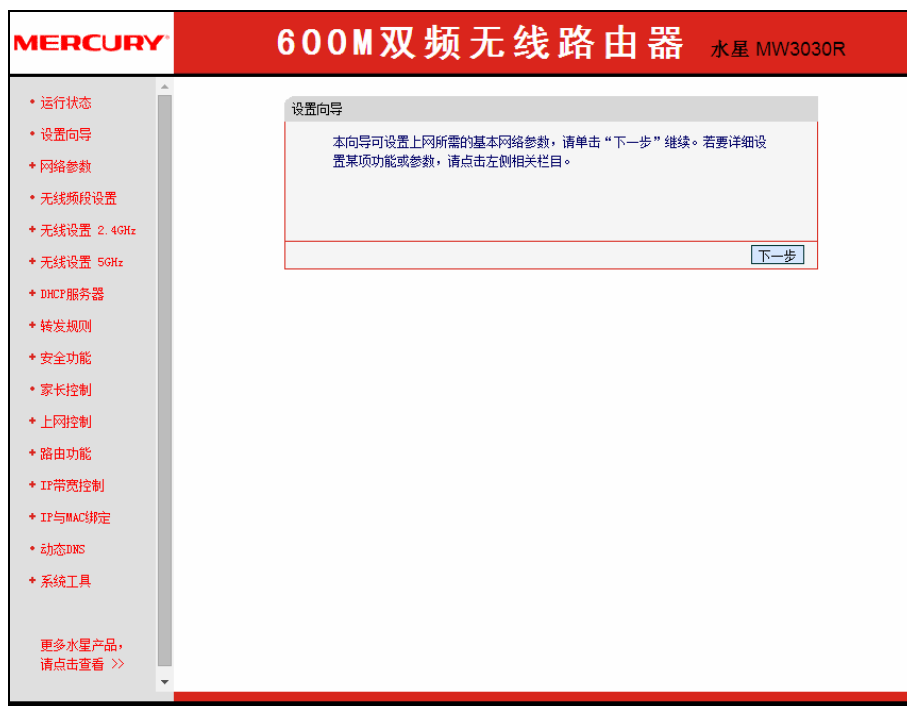 MERCURY
600M双频无线路由器 水星 MW3030R
• 运行状态
• 设置向导
+ 网络参数
• 无线频段设置
+ 无线设置 2.4GHz
+ 无线设置 5GHz
+ DHCP服务器
+ 转发规则
+ 安全功能
• 家长控制
+ 上网控制
+ 路由功能
+ IP带宽控制
+ IP与MAC绑定
• 动态DNS
+ 系统工具
更多水星产品，
请点击查看 >>
设置向导
本向导可设置上网所需的基本网络参数，请单击“下一步”继续。若要详细设
置某项功能或参数，请点击左侧相关栏目。
下一步